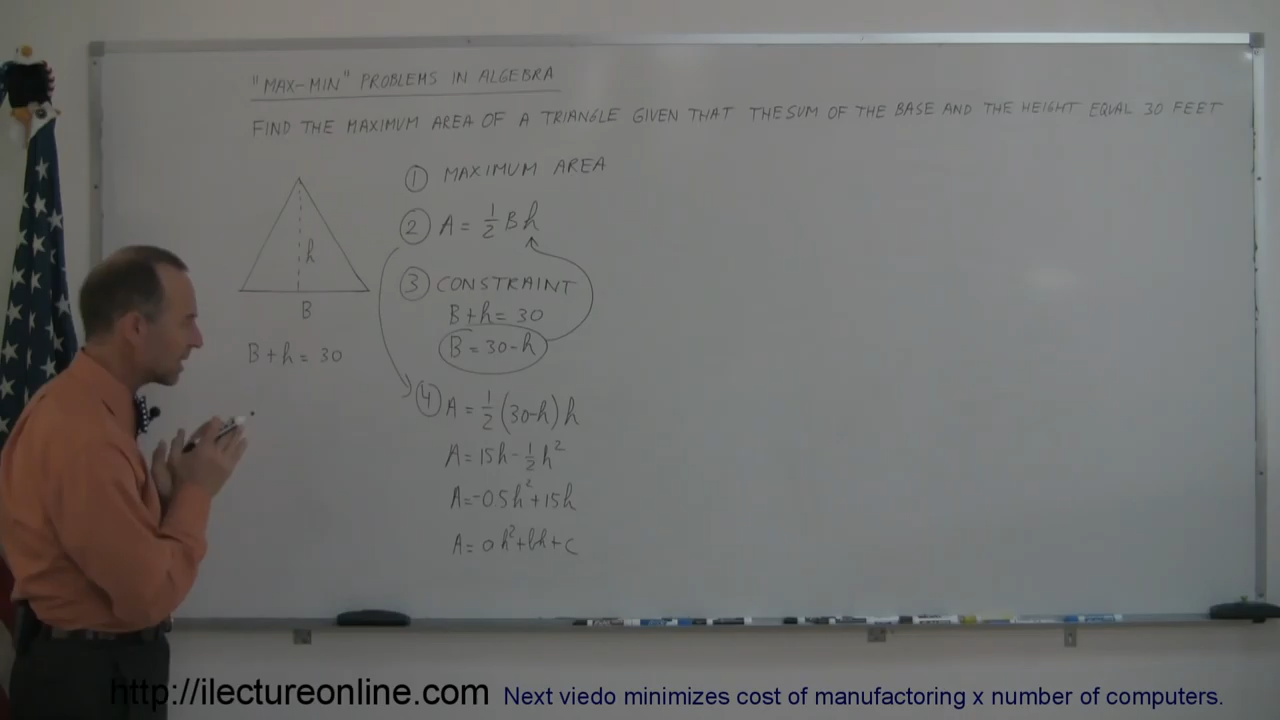 "MAX-MIN" PROBLEMS IN ALGEBRA
FIND THE MAXIMUM AREA OF A TRIANGLE GIVEN THAT THE SUM OF THE BASE AND THE HEIGHT EQUAL 30 FEET
h
B
B + h = 30
① MAXIMUM AREA
② A = 1/2 B h
③ CONSTRAINT
B + h = 30
B = 30 - h
④ A = 1/2 (30-h) h
A = 15h - 1/2 h²
A = -0.5h² + 15h
A = ah² + bh + c
http://ilectureonline.com Next viedo minimizes cost of manufactoring x number of computers.